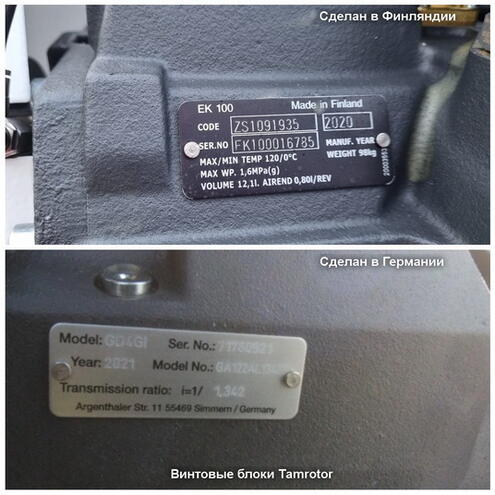 Сделан в Финляндии
EK 100 Made in Finland
CODE ZS1091935 2020
SER.NO FK100016785 MANUF. YEAR
MAX/MIN TEMP 120/0°C WEIGHT 98kg
MAX WP. 1,6MPa(g)
VOLUME 12,1l. AIREND 0,80l/REV
Сделан в Германии
Model: GD4GI Ser. No.:
Year: 2021 Model No.:
Transmission ratio: i=1/ 1,342
Argenthaler Str. 11 55469 Simmern / Germany
Винтовые блоки Tamrotor